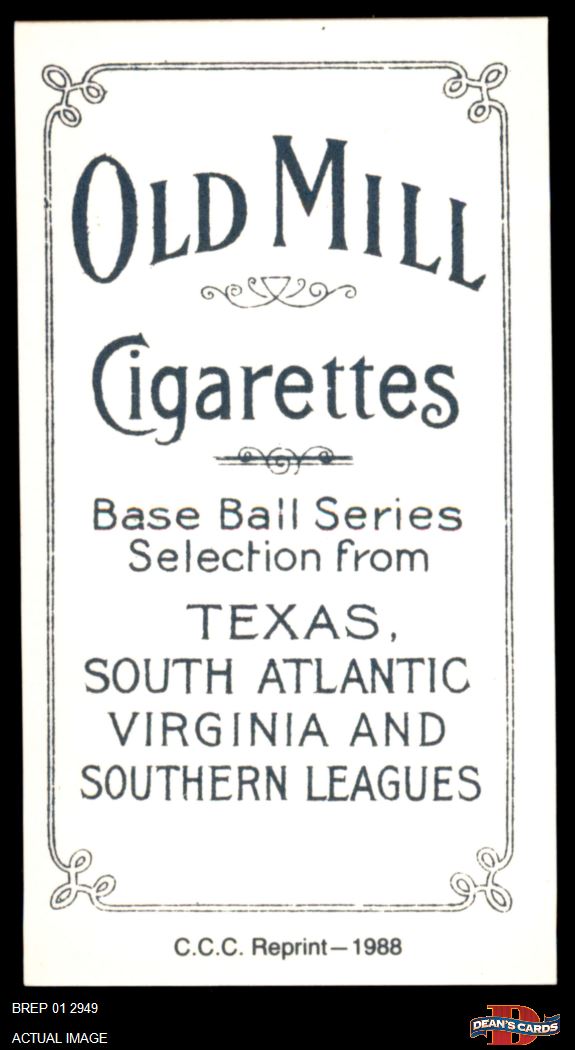 OLD MILL
Cigarettes
Base Ball Series
Selection from
TEXAS,
SOUTH ATLANTIC
VIRGINIA AND
SOUTHERN LEAGUES
C.C.C. Reprint—1988
BREP 01 2949
ACTUAL IMAGE
D
DEAN'S CARDS